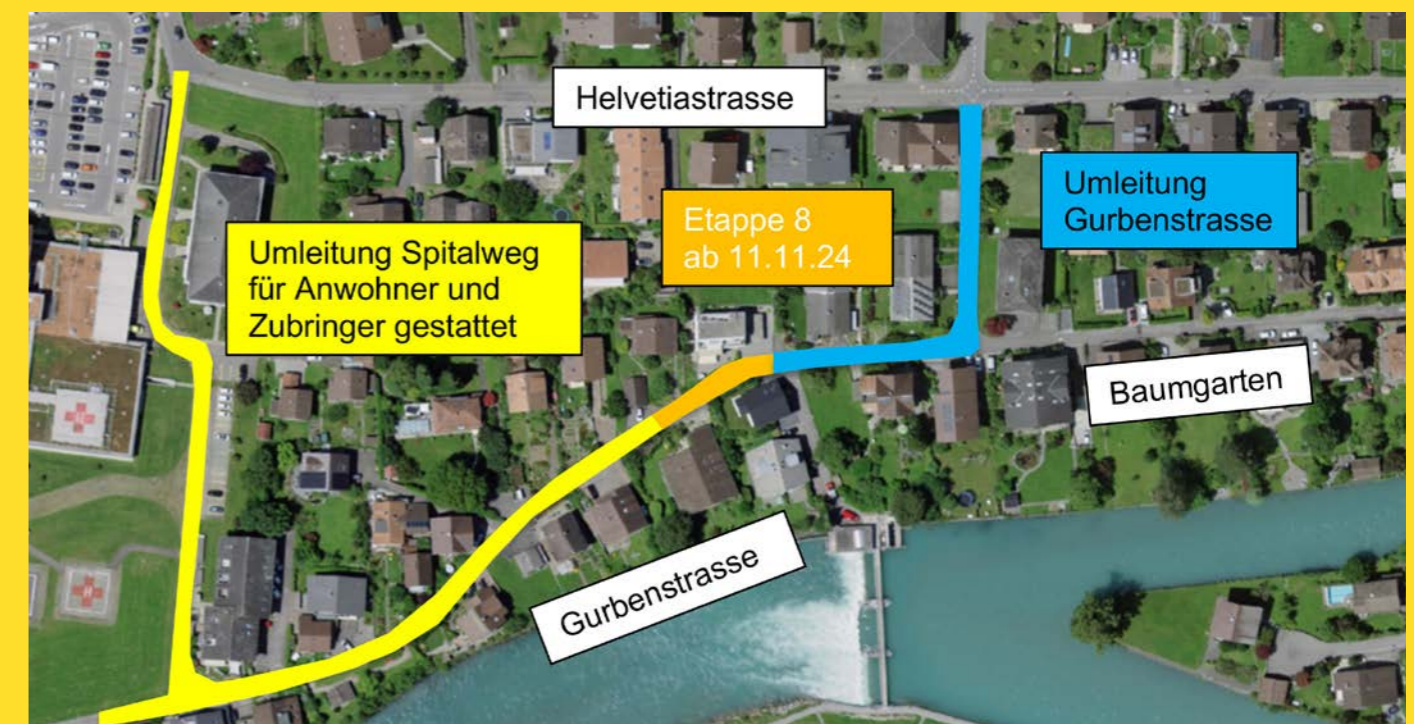 Helvetiastrasse
Umleitung
Gurbenstrasse
Etappe 8
ab 11.11.24
Umleitung Spitalweg
für Anwohner und
Zubringer gestattet
Baumgarten
Gurbenstrasse